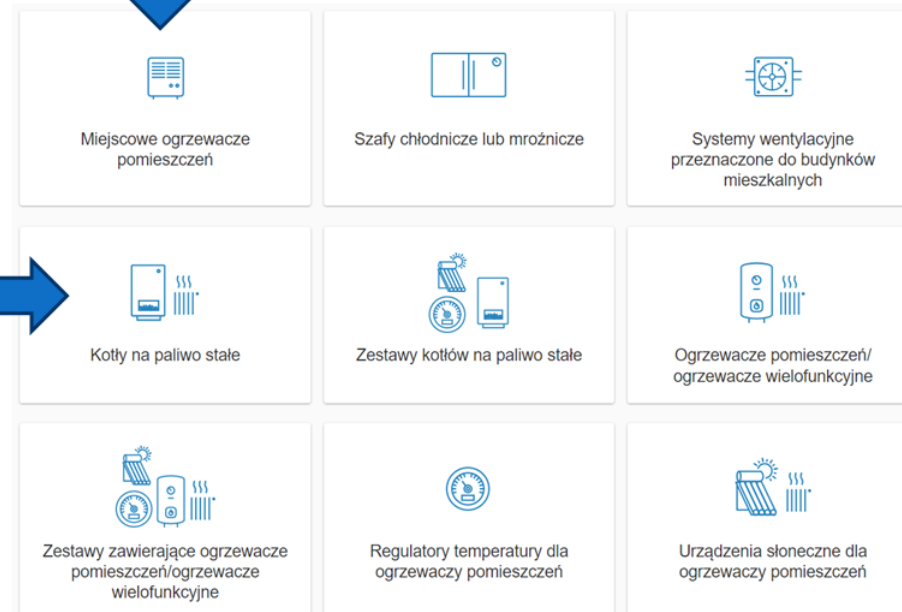 Miejscowe ogrzewacze
pomieszczeń
Szafy chłodnicze lub mroźnicze
Systemy wentylacyjne
przeznaczone do budynków
mieszkalnych
Kotły na paliwo stałe
Zestawy kotłów na paliwo stałe
Ogrzewacze pomieszczeń/
ogrzewacze wielofunkcyjne
Zestawy zawierające ogrzewacze
pomieszczeń/ogrzewacze
wielofunkcyjne
Regulatory temperatury dla
ogrzewaczy pomieszczeń
Urządzenia słoneczne dla
ogrzewaczy pomieszczeń